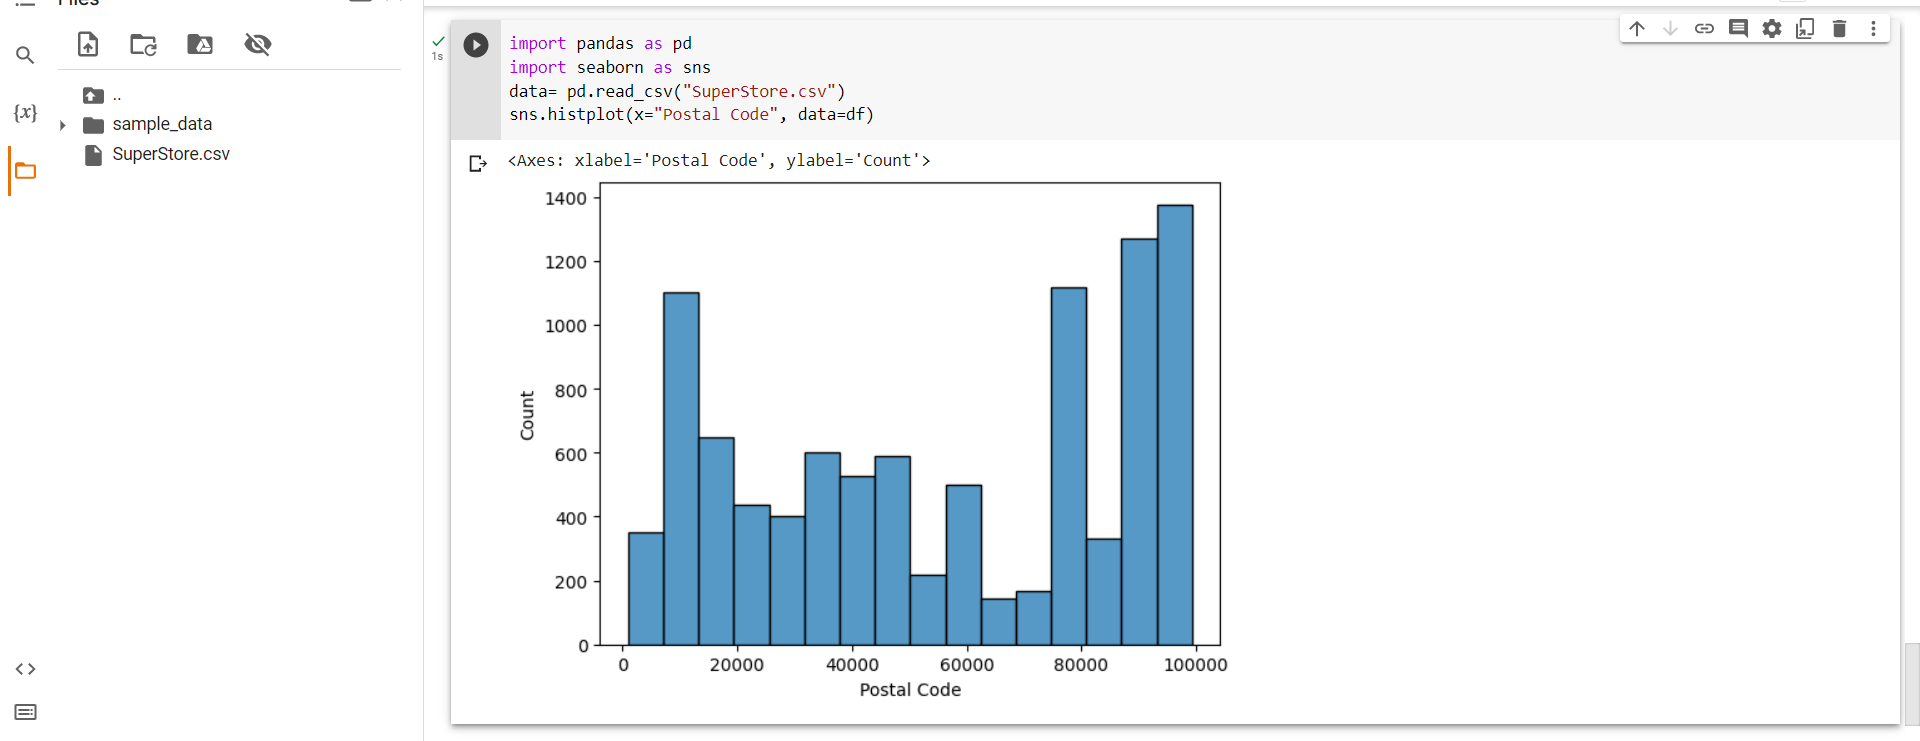 Files
..
sample_data
SuperStore.csv
{x}
1s
import pandas as pd
import seaborn as sns
data= pd.read_csv("SuperStore.csv")
sns.histplot(x="Postal Code", data=df)
<Axes: xlabel='Postal Code', ylabel='Count'>
1400
1200
1000
800
600
400
200
0
Count
0 20000 40000 60000 80000 100000
Postal Code